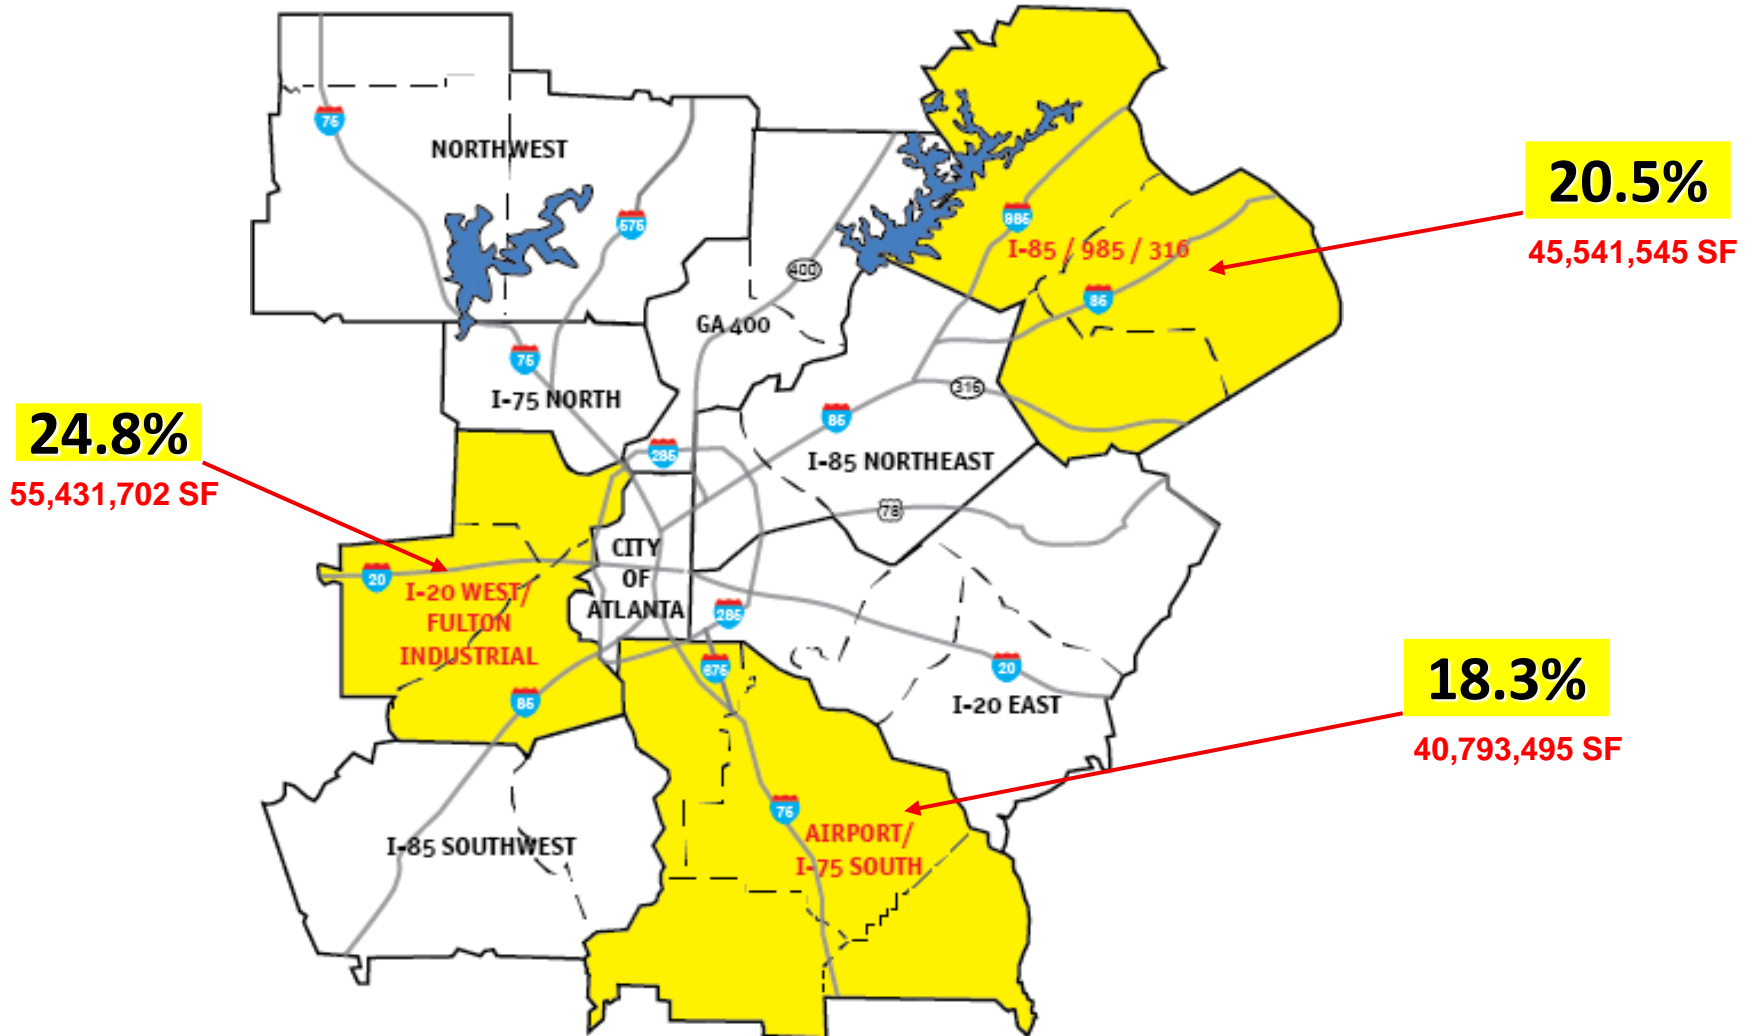 75
NORTHWEST
575
985
20.5%
45,541,545 SF
I-85 / 985 / 316
400
85
GA 400
75
I-75 NORTH
316
85
24.8%
55,431,702 SF
285
I-85 NORTHEAST
78
CITY
OF
ATLANTA
20
I-20 WEST/
FULTON
INDUSTRIAL
285
675
20
I-20 EAST
18.3%
40,793,495 SF
85
75
AIRPORT/
I-75 SOUTH
I-85 SOUTHWEST